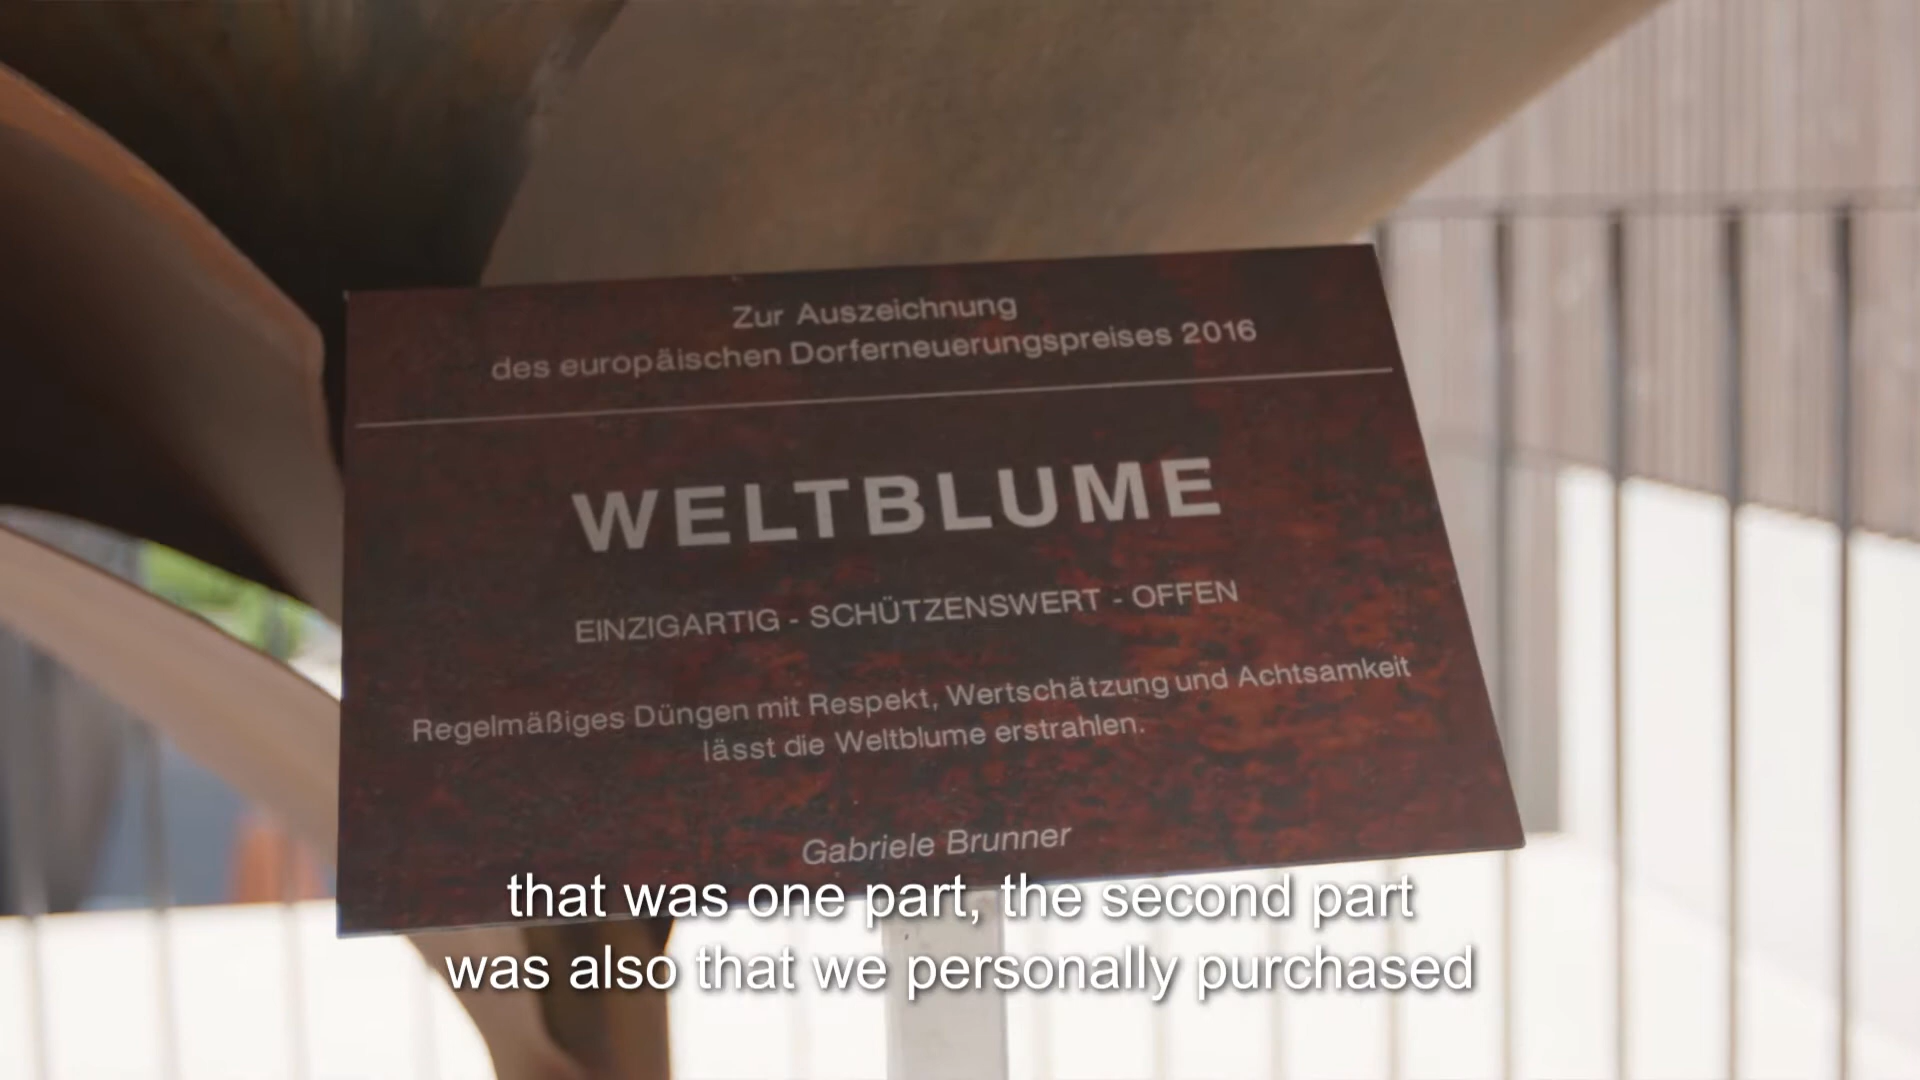 Zur Auszeichnung
des europäischen Dorferneuerungspreises 2016
WELTBLUME
EINZIGARTIG - SCHÜTZENSWERT - OFFEN
Regelmäßiges Düngen mit Respekt, Wertschätzung und Achtsamkeit
lässt die Weltblume erstrahlen.
Gabriele Brunner
that was one part, the second part
was also that we personally purchased